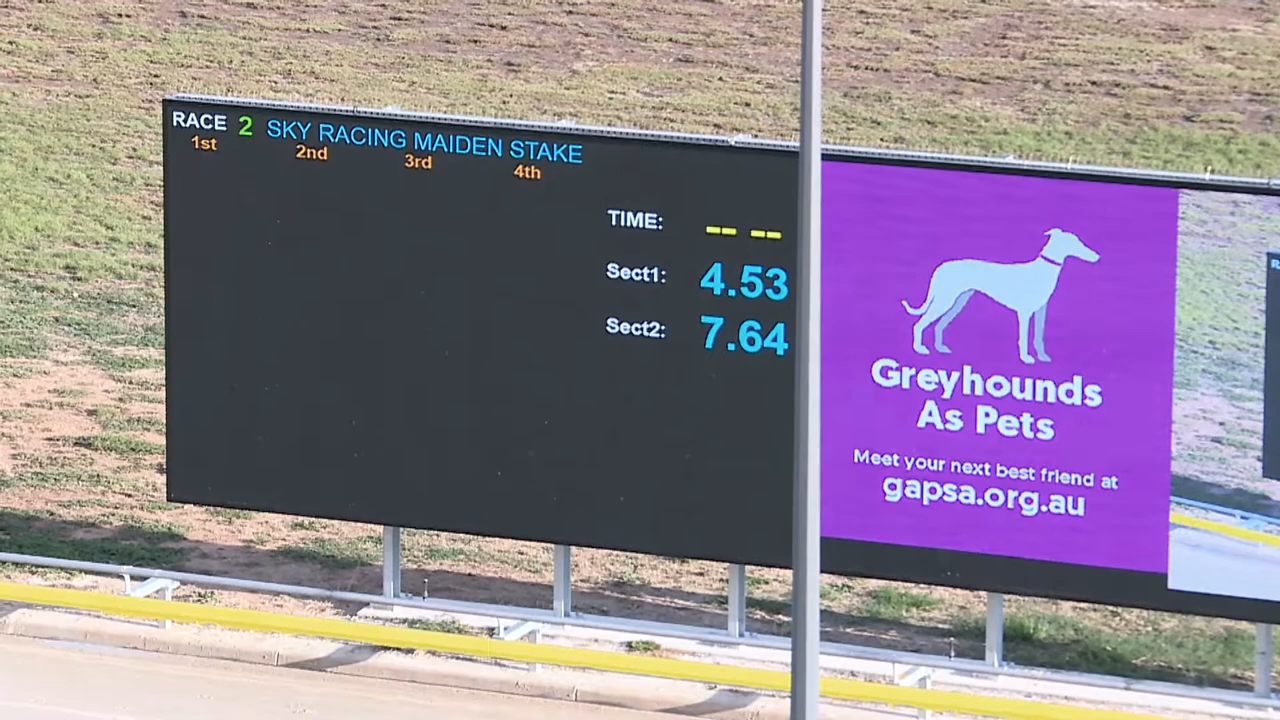 RACE 2 SKY RACING MAIDEN STAKE
1st 2nd 3rd 4th
TIME: -- --
Sect1: 4.53
Sect2: 7.64
Greyhounds
As Pets
Meet your next best friend at
gapsa.org.au